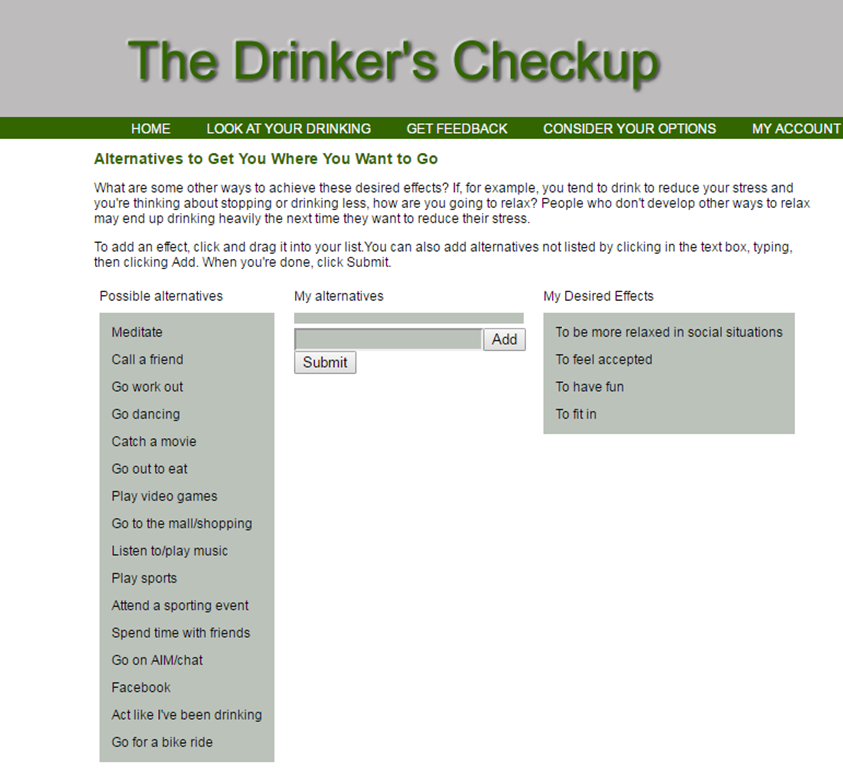 The Drinker's Checkup
HOME LOOK AT YOUR DRINKING GET FEEDBACK CONSIDER YOUR OPTIONS MY ACCOUNT
Alternatives to Get You Where You Want to Go
What are some other ways to achieve these desired effects? If, for example, you tend to drink to reduce your stress and
you're thinking about stopping or drinking less, how are you going to relax? People who don't develop other ways to relax
may end up drinking heavily the next time they want to reduce their stress.
To add an effect, click and drag it into your list.You can also add alternatives not listed by clicking in the text box, typing,
then clicking Add. When you're done, click Submit.
Possible alternatives
Meditate
Call a friend
Go work out
Go dancing
Catch a movie
Go out to eat
Play video games
Go to the mall/shopping
Listen to/play music
Play sports
Attend a sporting event
Spend time with friends
Go on AIM/chat
Facebook
Act like I've been drinking
Go for a bike ride
My alternatives
Add
Submit
My Desired Effects
To be more relaxed in social situations
To feel accepted
To have fun
To fit in